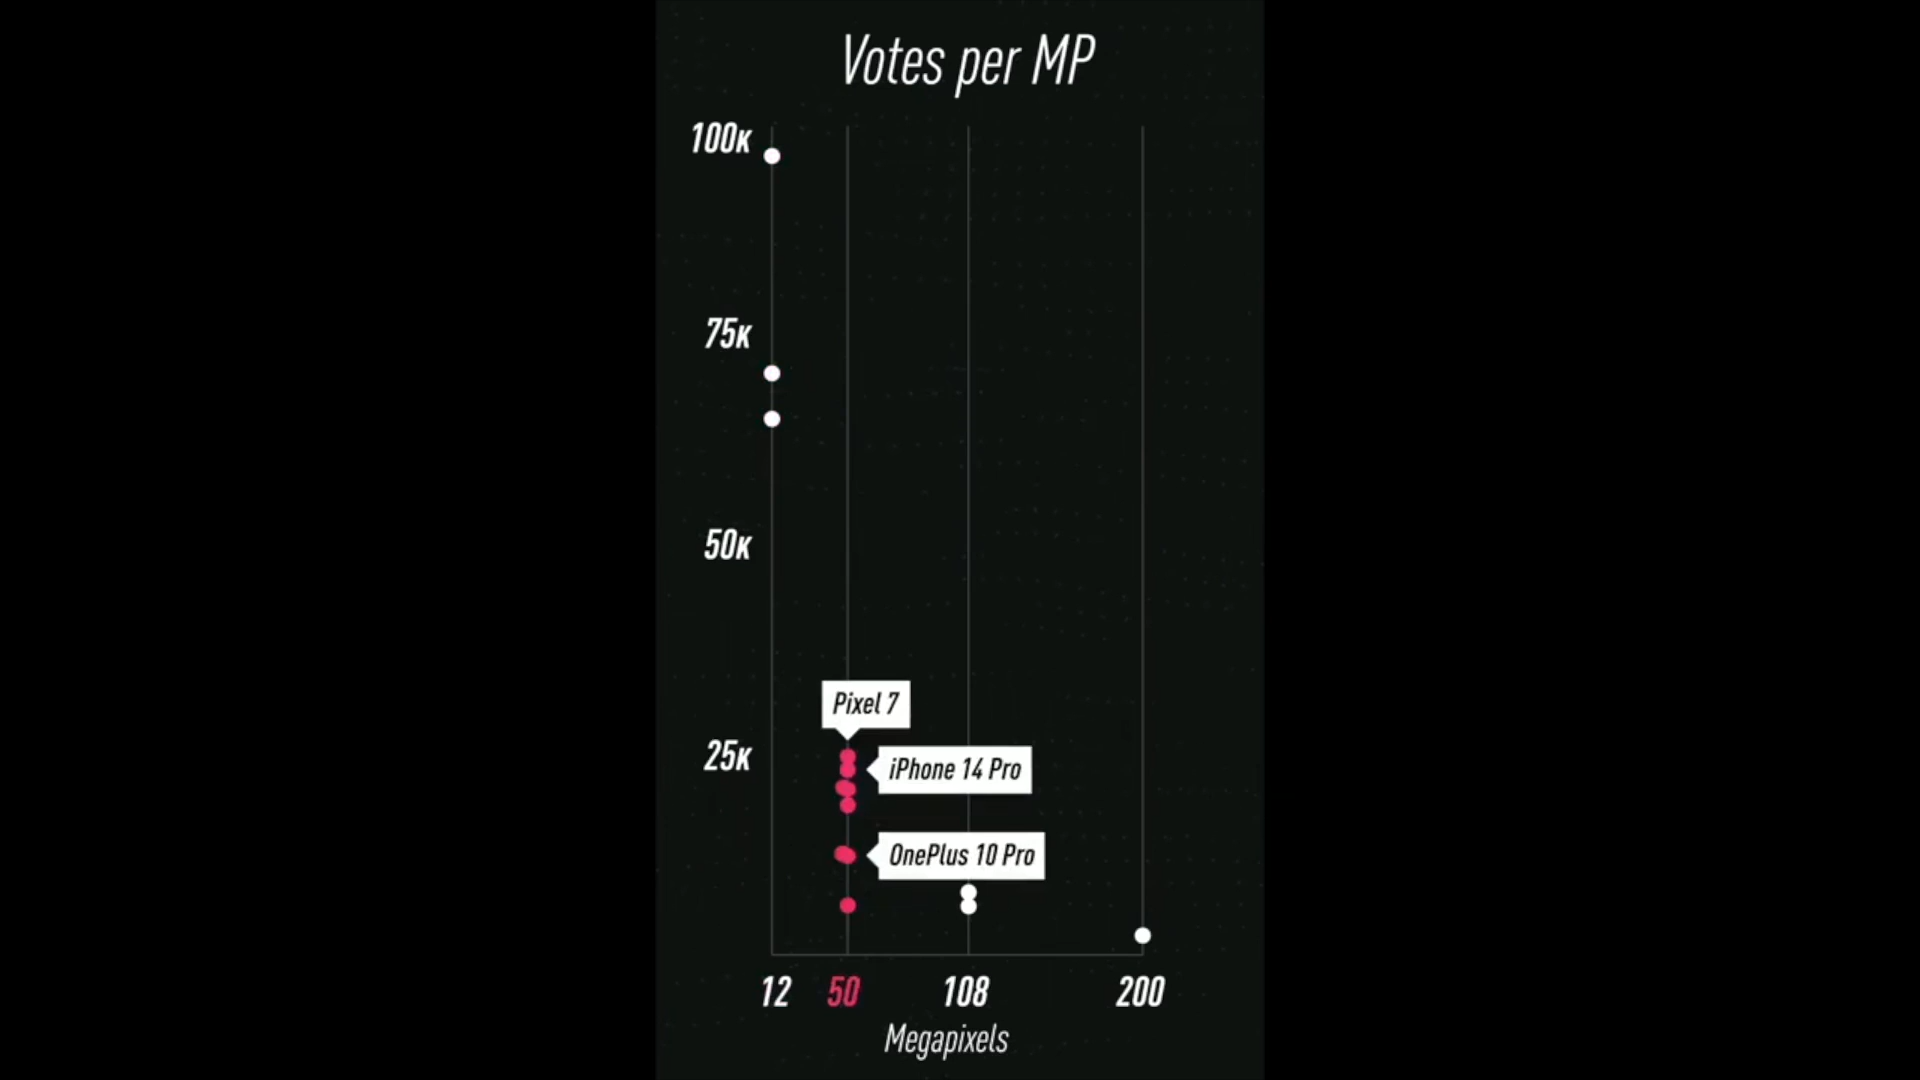 Votes per MP
100K
75K
50K
25K
Pixel 7
iPhone 14 Pro
OnePlus 10 Pro
12 50 108 200
Megapixels